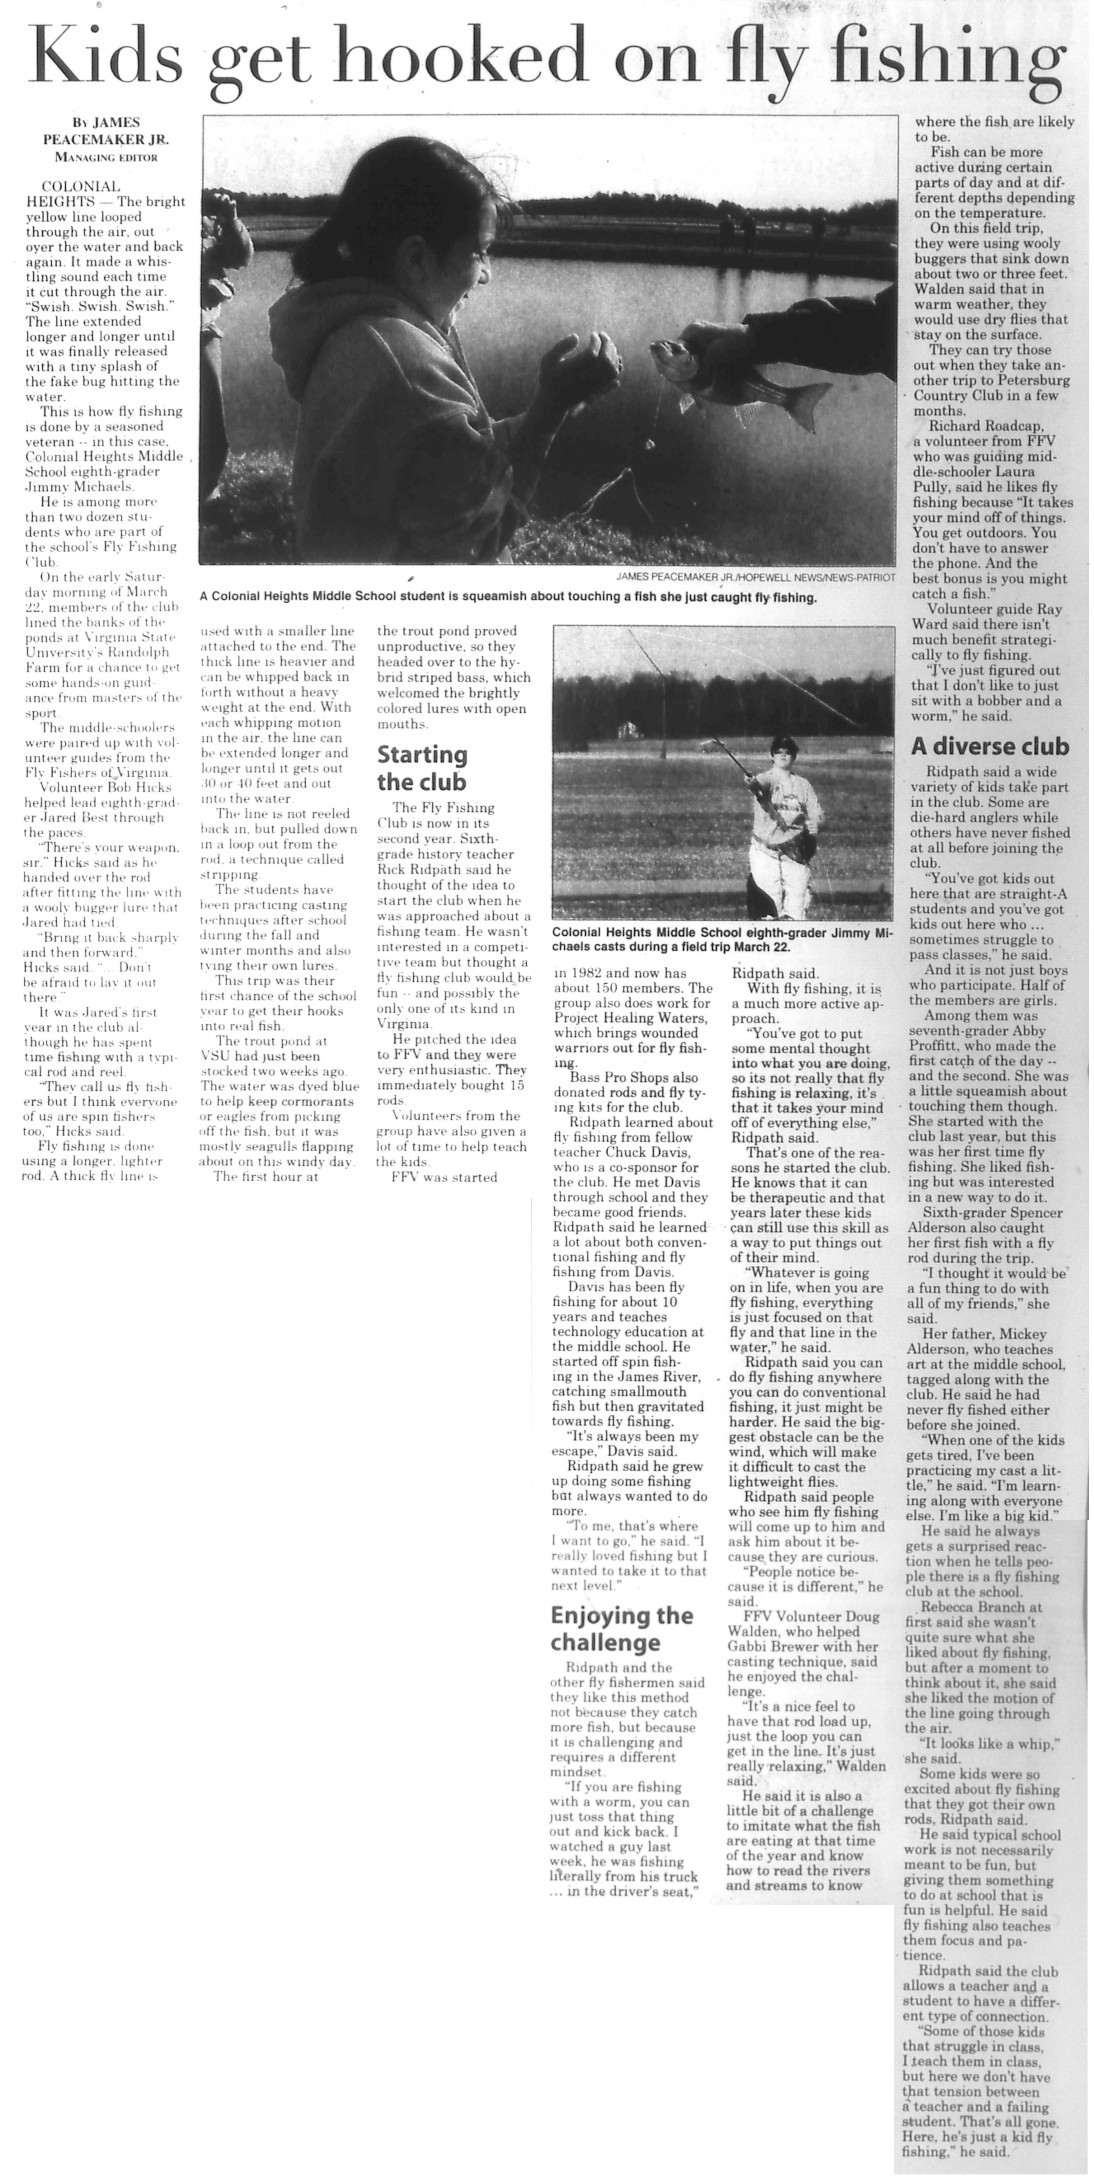 Kids get hooked on fly fishing
By JAMES
PEACEMAKER JR.
MANAGING EDITOR
COLONIAL
HEIGHTS — The bright
yellow line looped
through the air, out
over the water and back
again. It made a whis-
tling sound each time
it cut through the air.
"Swish. Swish. Swish."
The line extended
longer and longer until
it was finally released
with a tiny splash of
the fake bug hitting the
water.
This is how fly fishing
is done by a seasoned
veteran -- in this case,
Colonial Heights Middle
School eighth-grader
Jimmy Michaels.
He is among more
than two dozen stu-
dents who are part of
the school's Fly Fishing
Club.
On the early Satur-
day morning of March
22, members of the club
lined the banks of the
ponds at Virginia State
University's Randolph
Farm for a chance to get
some hands-on guid-
ance from masters of the
sport.
The middle-schoolers
were paired up with vol-
unteer guides from the
Fly Fishers of Virginia.
Volunteer Bob Hicks
helped lead eighth-grad-
er Jared Best through
the paces.
"There's your weapon,
sir," Hicks said as he
handed over the rod
after fitting the line with
a wooly bugger lure that
Jared had tied.
"Bring it back sharply
and then forward,"
Hicks said. "... Don't
be afraid to lay it out
there."
It was Jared's first
year in the club al-
though he has spent
time fishing with a typi-
cal rod and reel.
"They call us fly fish-
ers but I think everyone
of us are spin fishers
too," Hicks said.
Fly fishing is done
using a longer, lighter
rod. A thick fly line is
JAMES PEACEMAKER JR./HOPEWELL NEWS/NEWS-PATRIOT
A Colonial Heights Middle School student is squeamish about touching a fish she just caught fly fishing.
used with a smaller line
attached to the end. The
thick line is heavier and
can be whipped back in
forth without a heavy
weight at the end. With
each whipping motion
in the air, the line can
be extended longer and
longer until it gets out
30 or 40 feet and out
into the water.
The line is not reeled
back in, but pulled down
in a loop out from the
rod, a technique called
stripping.
The students have
been practicing casting
techniques after school
during the fall and
winter months and also
tying their own lures.
This trip was their
first chance of the school
year to get their hooks
into real fish.
The trout pond at
VSU had just been
stocked two weeks ago.
The water was dyed blue
to help keep cormorants
or eagles from picking
off the fish, but it was
mostly seagulls flapping
about on this windy day.
The first hour at
the trout pond proved
unproductive, so they
headed over to the hy-
brid striped bass, which
welcomed the brightly
colored lures with open
mouths.
Starting
the club
The Fly Fishing
Club is now in its
second year. Sixth-
grade history teacher
Rick Ridpath said he
thought of the idea to
start the club when he
was approached about a
fishing team. He wasn't
interested in a competi-
tive team but thought a
fly fishing club would be
fun -- and possibly the
only one of its kind in
Virginia.
He pitched the idea
to FFV and they were
very enthusiastic. They
immediately bought 15
rods.
Volunteers from the
group have also given a
lot of time to help teach
the kids.
FFV was started
Colonial Heights Middle School eighth-grader Jimmy Mi-
chaels casts during a field trip March 22.
in 1982 and now has
about 150 members. The
group also does work for
Project Healing Waters,
which brings wounded
warriors out for fly fish-
ing.
Bass Pro Shops also
donated rods and fly ty-
ing kits for the club.
Ridpath learned about
fly fishing from fellow
teacher Chuck Davis,
who is a co-sponsor for
the club. He met Davis
through school and they
became good friends.
Ridpath said he learned
a lot about both conven-
tional fishing and fly
fishing from Davis.
Davis has been fly
fishing for about 10
years and teaches
technology education at
the middle school. He
started off spin fish-
ing in the James River,
catching smallmouth
fish but then gravitated
towards fly fishing.
"It's always been my
escape," Davis said.
Ridpath said he grew
up doing some fishing
but always wanted to do
more.
"To me, that's where
I want to go," he said. "I
really loved fishing but I
wanted to take it to that
next level."
Enjoying the
challenge
Ridpath and the
other fly fishermen said
they like this method
not because they catch
more fish, but because
it is challenging and
requires a different
mindset.
"If you are fishing
with a worm, you can
just toss that thing
out and kick back. I
watched a guy last
week, he was fishing
literally from his truck
... in the driver's seat,"
Ridpath said.
With fly fishing, it is
a much more active ap-
proach.
"You've got to put
some mental thought
into what you are doing,
so its not really that fly
fishing is relaxing, it's
that it takes your mind
off of everything else,"
Ridpath said.
That's one of the rea-
sons he started the club.
He knows that it can
be therapeutic and that
years later these kids
can still use this skill as
a way to put things out
of their mind.
"Whatever is going
on in life, when you are
fly fishing, everything
is just focused on that
fly and that line in the
water," he said.
Ridpath said you can
do fly fishing anywhere
you can do conventional
fishing, it just might be
harder. He said the big-
gest obstacle can be the
wind, which will make
it difficult to cast the
lightweight flies.
Ridpath said people
who see him fly fishing
will come up to him and
ask him about it be-
cause they are curious.
"People notice be-
cause it is different," he
said.
FFV Volunteer Doug
Walden, who helped
Gabbi Brewer with her
casting technique, said
he enjoyed the chal-
lenge.
"It's a nice feel to
have that rod load up,
just the loop you can
get in the line. It's just
really relaxing," Walden
said.
He said it is also a
little bit of a challenge
to imitate what the fish
are eating at that time
of the year and know
how to read the rivers
and streams to know
where the fish are likely
to be.
Fish can be more
active during certain
parts of day and at dif-
ferent depths depending
on the temperature.
On this field trip,
they were using wooly
buggers that sink down
about two or three feet.
Walden said that in
warm weather, they
would use dry flies that
stay on the surface.
They can try those
out when they take an-
other trip to Petersburg
Country Club in a few
months.
Richard Roadcap,
a volunteer from FFV
who was guiding mid-
dle-schooler Laura
Pully, said he likes fly
fishing because "It takes
your mind off of things.
You get outdoors. You
don't have to answer
the phone. And the
best bonus is you might
catch a fish."
Volunteer guide Ray
Ward said there isn't
much benefit strategi-
cally to fly fishing.
"I've just figured out
that I don't like to just
sit with a bobber and a
worm," he said.
A diverse club
Ridpath said a wide
variety of kids take part
in the club. Some are
die-hard anglers while
others have never fished
at all before joining the
club.
"You've got kids out
here that are straight-A
students and you've got
kids out here who ...
sometimes struggle to
pass classes," he said.
And it is not just boys
who participate. Half of
the members are girls.
Among them was
seventh-grader Abby
Proffitt, who made the
first catch of the day --
and the second. She was
a little squeamish about
touching them though.
She started with the
club last year, but this
was her first time fly
fishing. She liked fish-
ing but was interested
in a new way to do it.
Sixth-grader Spencer
Alderson also caught
her first fish with a fly
rod during the trip.
"I thought it would be
a fun thing to do with
all of my friends," she
said.
Her father, Mickey
Alderson, who teaches
art at the middle school,
tagged along with the
club. He said he had
never fly fished either
before she joined.
"When one of the kids
gets tired, I've been
practicing my cast a lit-
tle," he said. "I'm learn-
ing along with everyone
else. I'm like a big kid."
He said he always
gets a surprised reac-
tion when he tells peo-
ple there is a fly fishing
club at the school.
Rebecca Branch at
first said she wasn't
quite sure what she
liked about fly fishing,
but after a moment to
think about it, she said
she liked the motion of
the line going through
the air.
"It looks like a whip,"
she said.
Some kids were so
excited about fly fishing
that they got their own
rods, Ridpath said.
He said typical school
work is not necessarily
meant to be fun, but
giving them something
to do at school that is
fun is helpful. He said
fly fishing also teaches
them focus and pa-
tience.
Ridpath said the club
allows a teacher and a
student to have a differ-
ent type of connection.
"Some of those kids
that struggle in class,
I teach them in class,
but here we don't have
that tension between
a teacher and a failing
student. That's all gone.
Here, he's just a kid fly
fishing," he said.